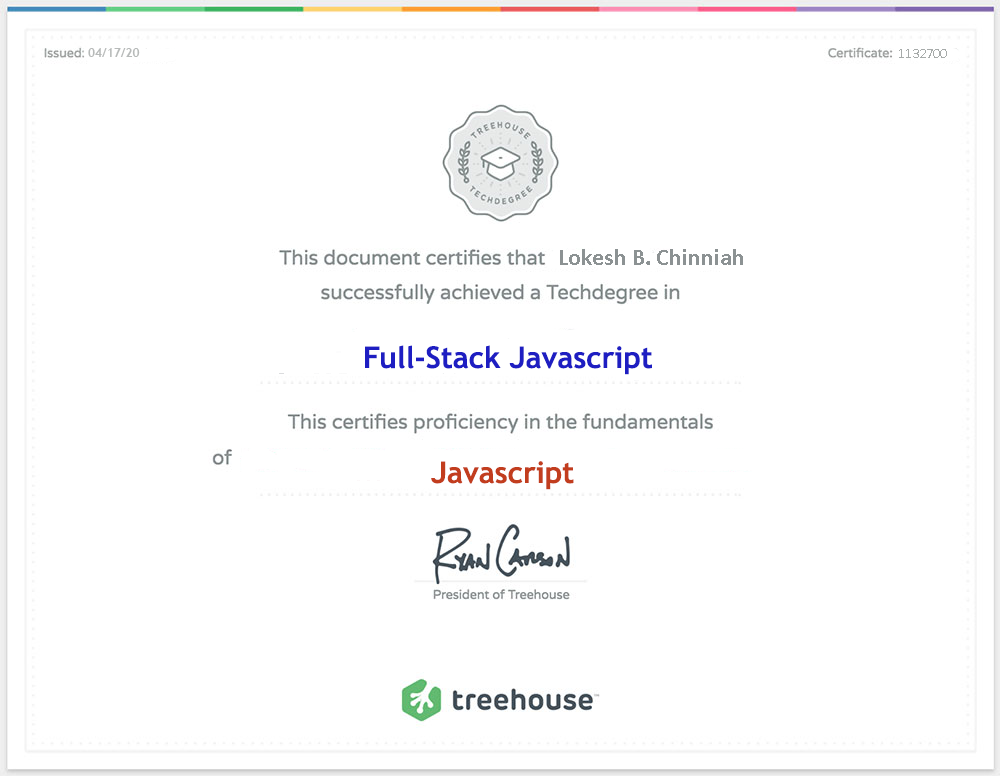 Issued: 04/17/20
Certificate: 1132700
TREEHOUSE
TECHDEGREE
This document certifies that Lokesh B. Chinniah
successfully achieved a Techdegree in
Full-Stack Javascript
This certifies proficiency in the fundamentals
of
Javascript
Ryan Carson
President of Treehouse
treehouse™